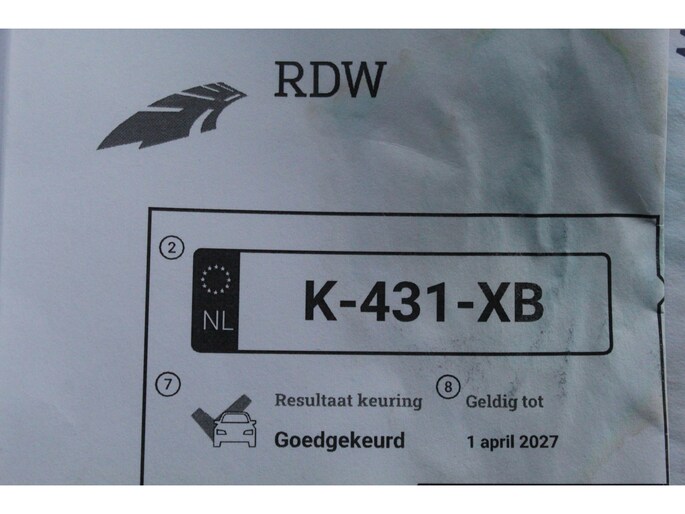 RDW
2
NL K-431-XB
7 Resultaat keuring 8 Geldig tot
Goedgekeurd 1 april 2027